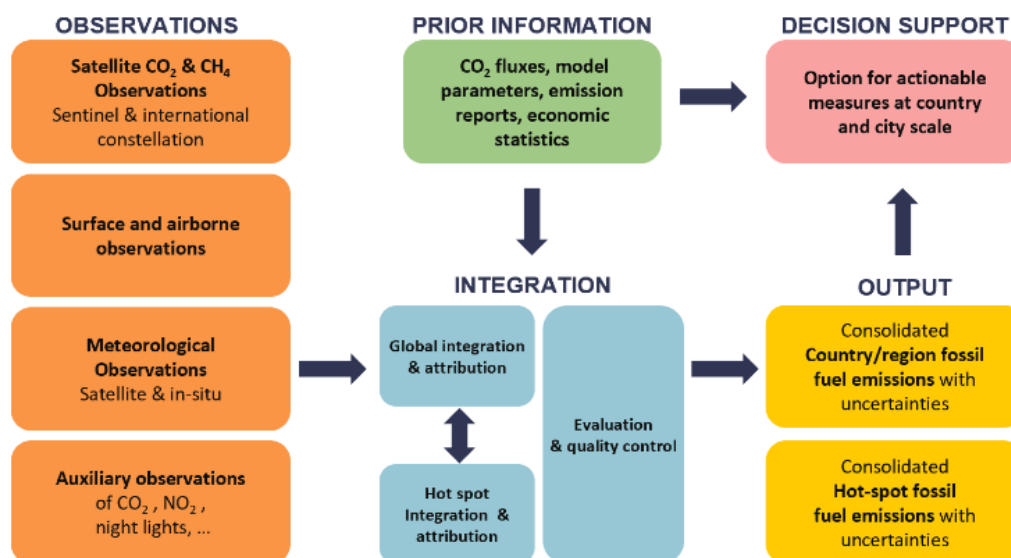 OBSERVATIONS
Satellite CO₂ & CH₄
Observations
Sentinel & international
constellation
Surface and airborne
observations
Meteorological
Observations
Satellite & in-situ
Auxiliary observations
of CO₂ , NO₂ ,
night lights, ...
PRIOR INFORMATION
CO₂ fluxes, model
parameters, emission
reports, economic
statistics
INTEGRATION
Global integration
& attribution
Hot spot
Integration &
attribution
Evaluation
& quality control
DECISION SUPPORT
Option for actionable
measures at country
and city scale
OUTPUT
Consolidated
Country/region fossil
fuel emissions with
uncertainties
Consolidated
Hot-spot fossil
fuel emissions with
uncertainties